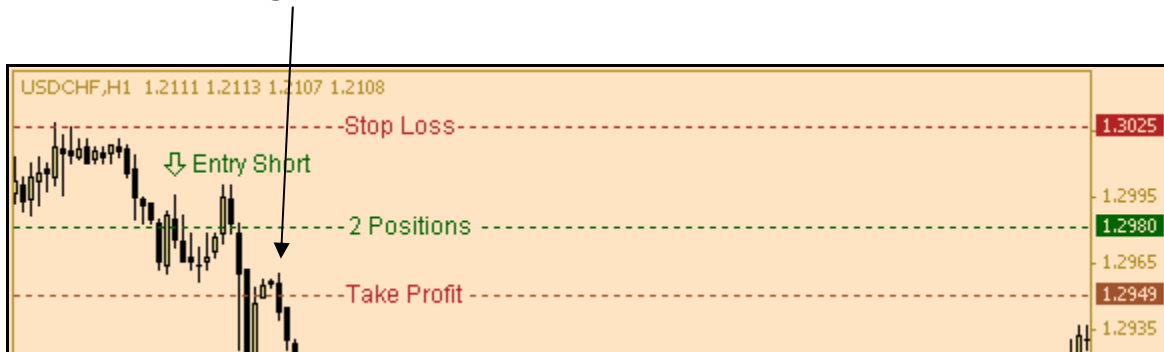 USDCHF,H1 1.2111 1.2113 1.2107 1.2108
Stop Loss
1.3025
Entry Short
1.2995
2 Positions
1.2980
1.2965
Take Profit
1.2949
1.2935